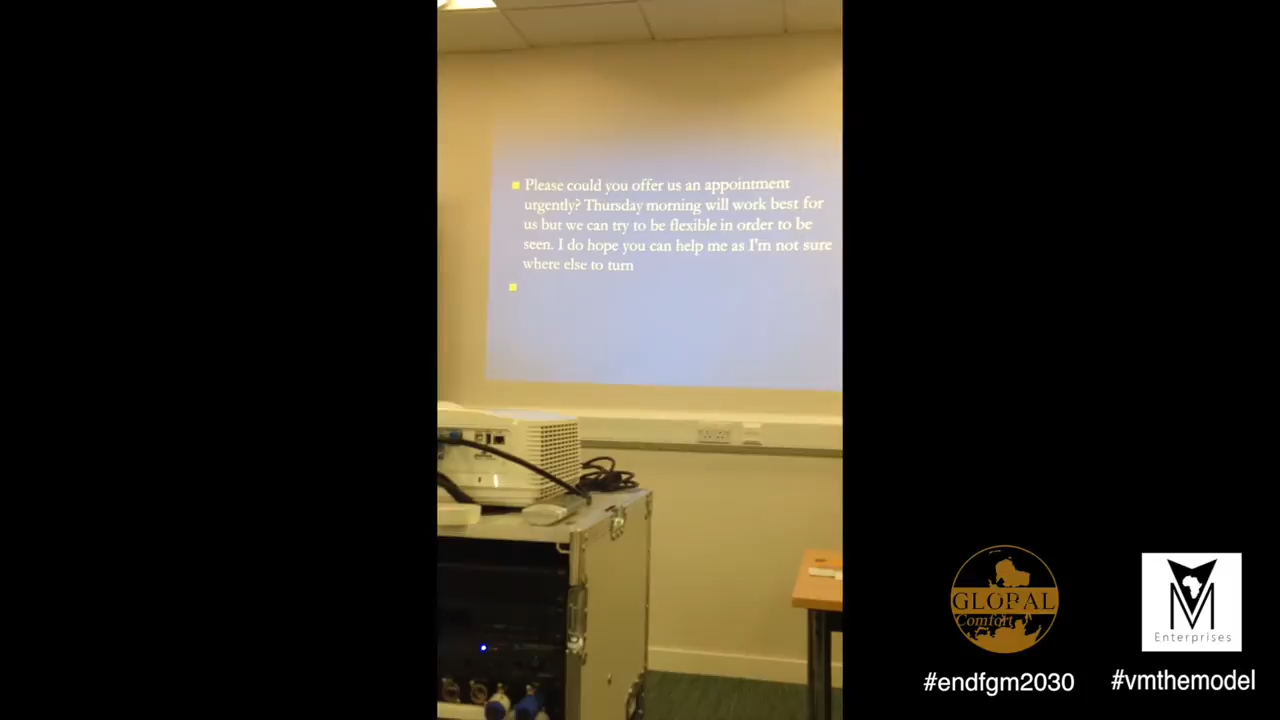 Please could you offer us an appointment
urgently? Thursday morning will work best for
us but we can try to be flexible in order to be
seen. I do hope you can help me as I'm not sure
where else to turn
GLOPAL
Comfort
VM
Enterprises
#endfgm2030
#vmthemodel